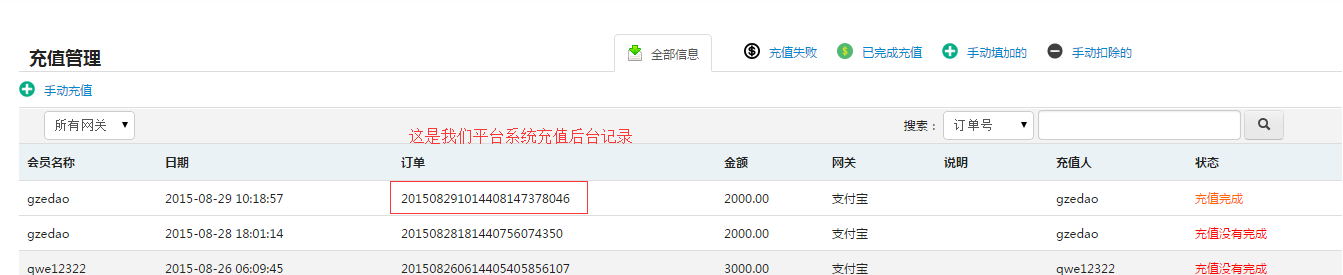 充值管理
全部信息 充值失败 已完成充值 手动填加的 手动扣除的
手动充值
所有网关 搜索： 订单号
这是我们平台系统充值后台记录
会员名称 日期 订单 金额 网关 说明 充值人 状态
gzedao 2015-08-29 10:18:57 201508291014408147378046 2000.00 支付宝 gzedao 充值完成
gzedao 2015-08-28 18:01:14 20150828181440756074350 2000.00 支付宝 gzedao 充值没有完成
qwe12322 2015-08-26 06:09:45 201508260614405405856107 3000.00 支付宝 qwe12322 充值没有完成